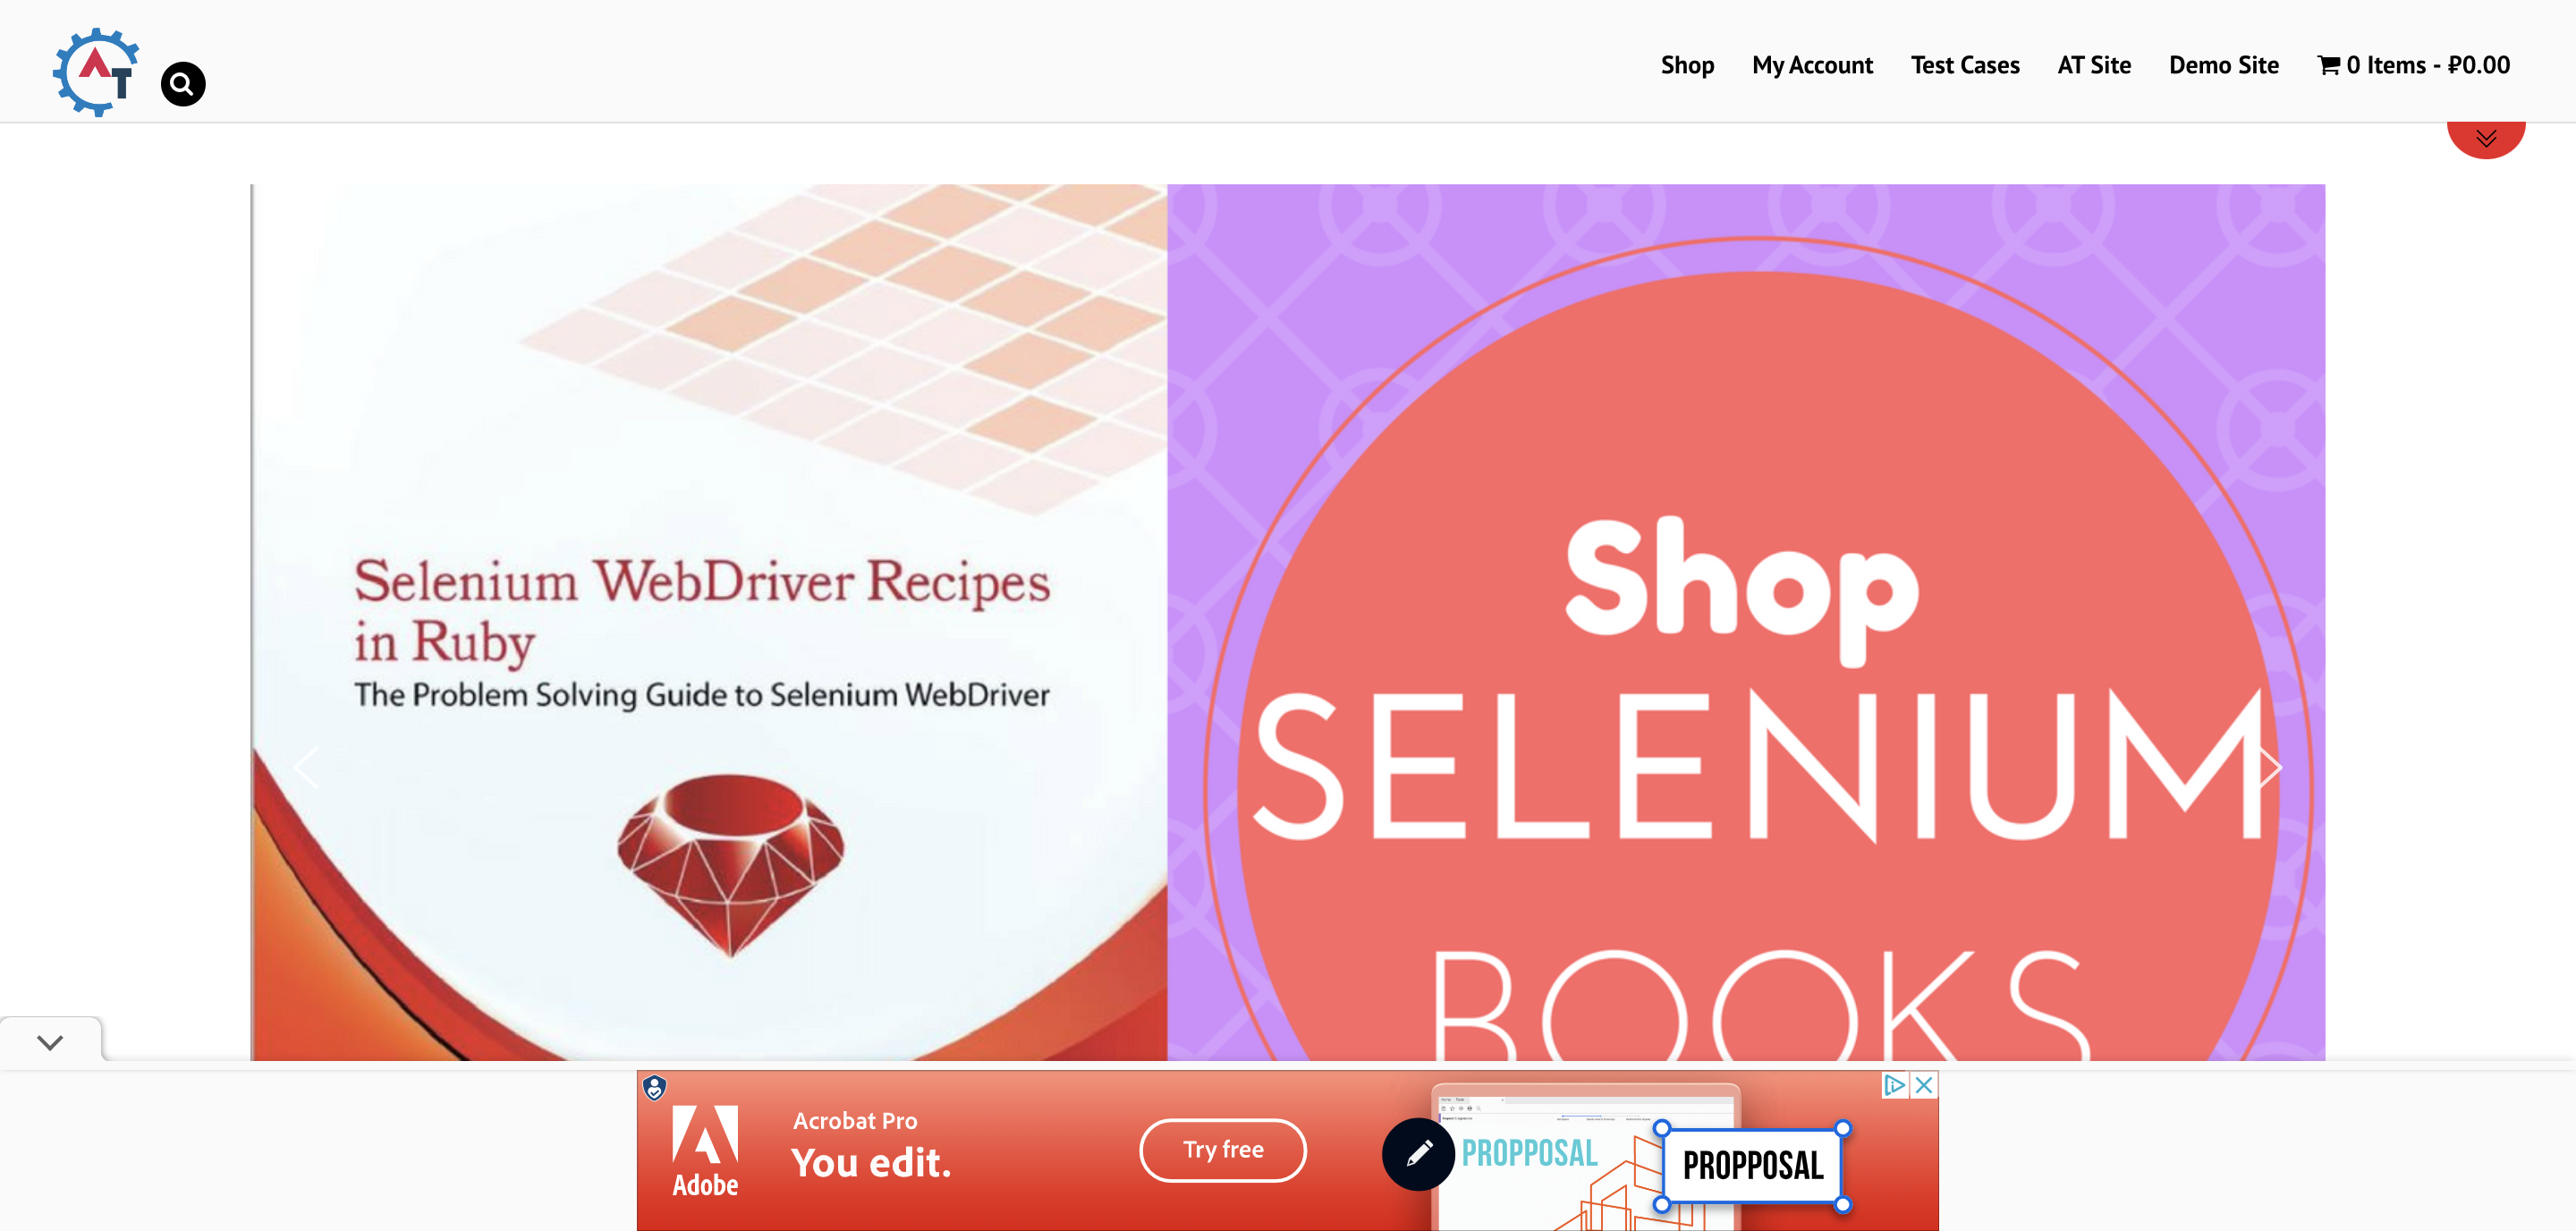 AT
Shop My Account Test Cases AT Site Demo Site 0 Items - ₽0.00
Selenium WebDriver Recipes
in Ruby
The Problem Solving Guide to Selenium WebDriver
Shop
SELENIUM
BOOKS
Adobe
Acrobat Pro
You edit.
Try free
PROPPOSAL
PROPPOSAL